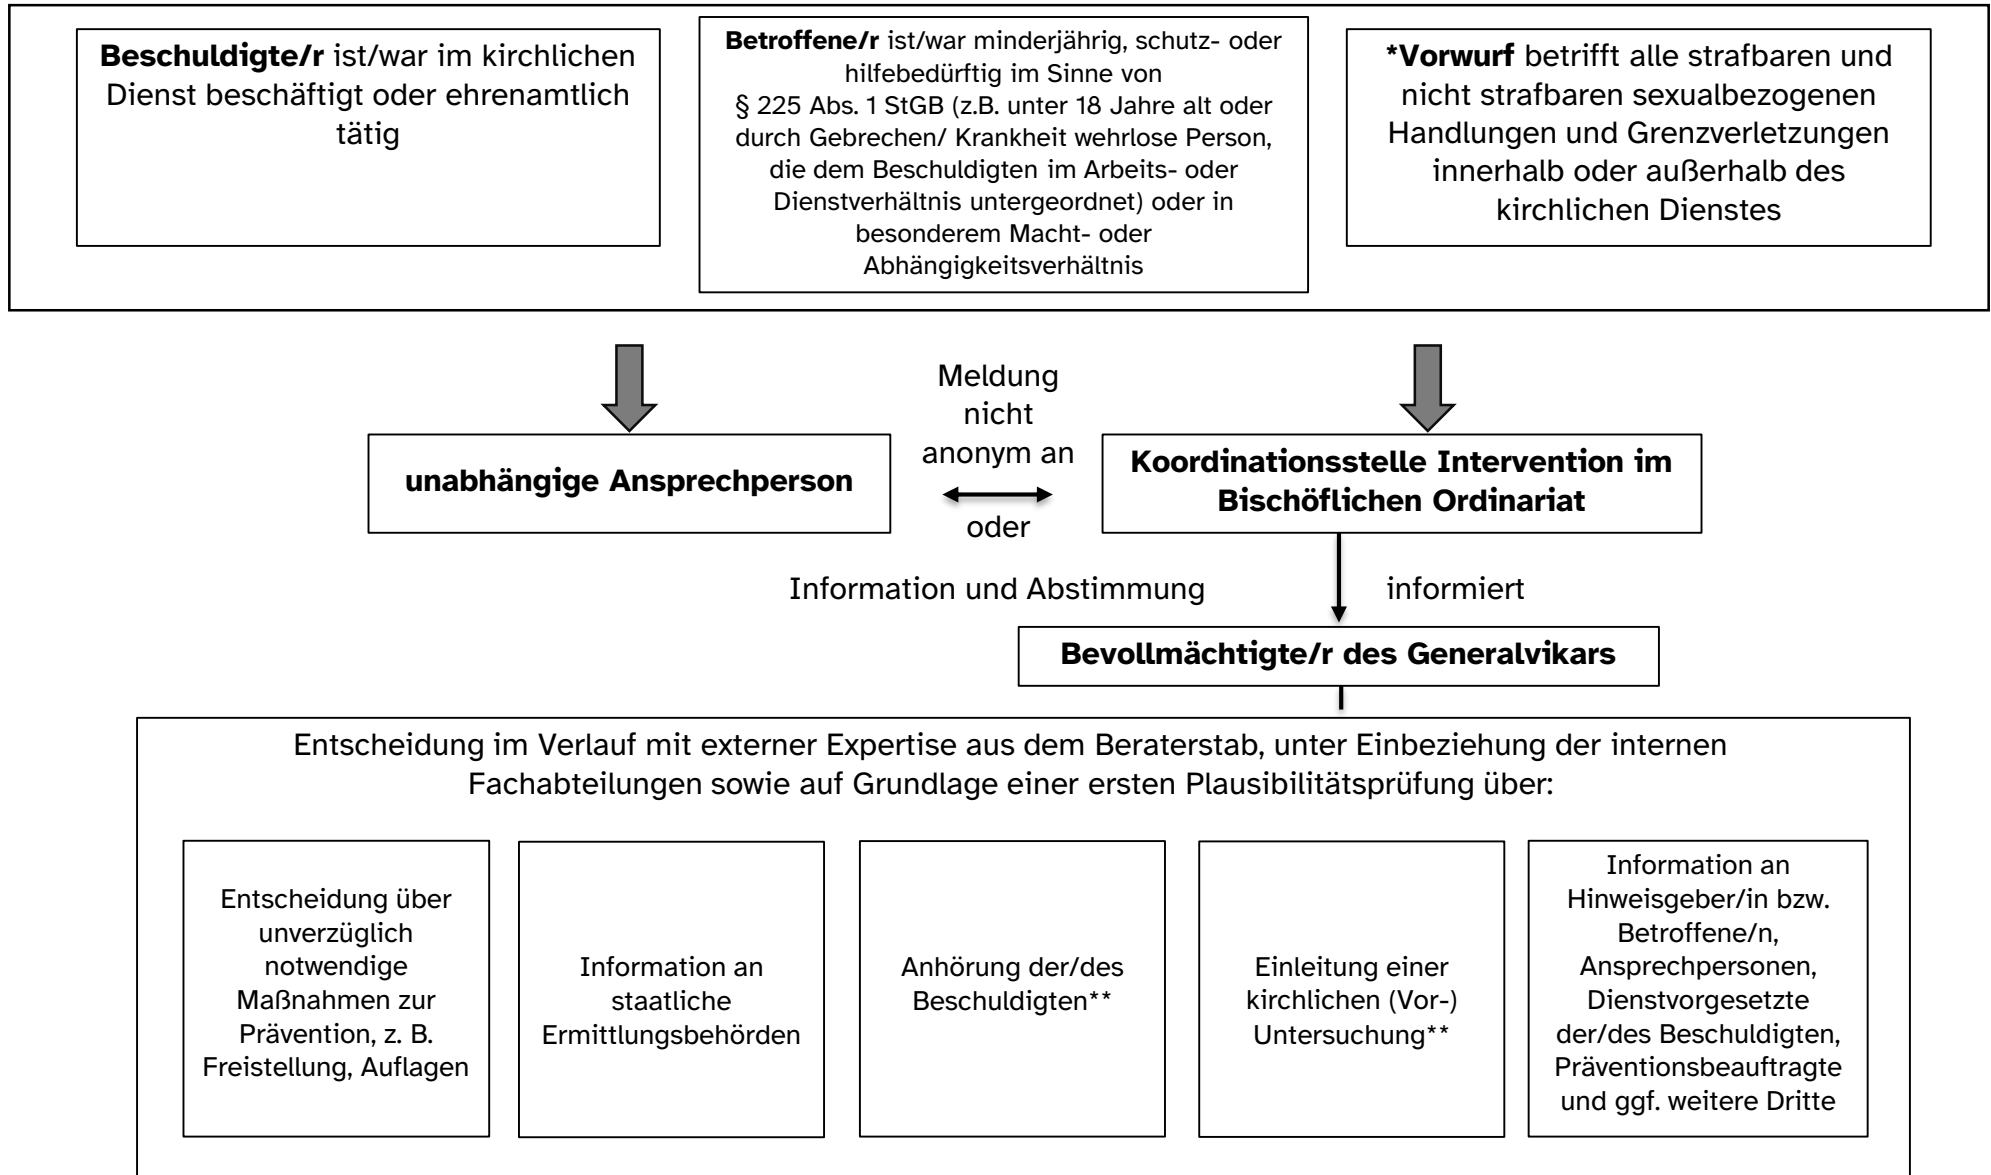 Beschuldigte/r ist/war im kirchlichen
Dienst beschäftigt oder ehrenamtlich
tätig
Betroffene/r ist/war minderjährig, schutz- oder
hilfebedürftig im Sinne von
§ 225 Abs. 1 StGB (z.B. unter 18 Jahre alt oder
durch Gebrechen/ Krankheit wehrlose Person,
die dem Beschuldigten im Arbeits- oder
Dienstverhältnis untergeordnet) oder in
besonderem Macht- oder
Abhängigkeitsverhältnis
*Vorwurf betrifft alle strafbaren und
nicht strafbaren sexualbezogenen
Handlungen und Grenzverletzungen
innerhalb oder außerhalb des
kirchlichen Dienstes
Meldung
nicht
anonym an
oder
unabhängige Ansprechperson
Koordinationsstelle Intervention im
Bischöflichen Ordinariat
Information und Abstimmung
informiert
Bevollmächtigte/r des Generalvikars
Entscheidung im Verlauf mit externer Expertise aus dem Beraterstab, unter Einbeziehung der internen
Fachabteilungen sowie auf Grundlage einer ersten Plausibilitätsprüfung über:
Entscheidung über
unverzüglich
notwendige
Maßnahmen zur
Prävention, z. B.
Freistellung, Auflagen
Information an
staatliche
Ermittlungsbehörden
Anhörung der/des
Beschuldigten**
Einleitung einer
kirchlichen (Vor-)
Untersuchung**
Information an
Hinweisgeber/in bzw.
Betroffene/n,
Ansprechpersonen,
Dienstvorgesetzte
der/des Beschuldigten,
Präventionsbeauftragte
und ggf. weitere Dritte